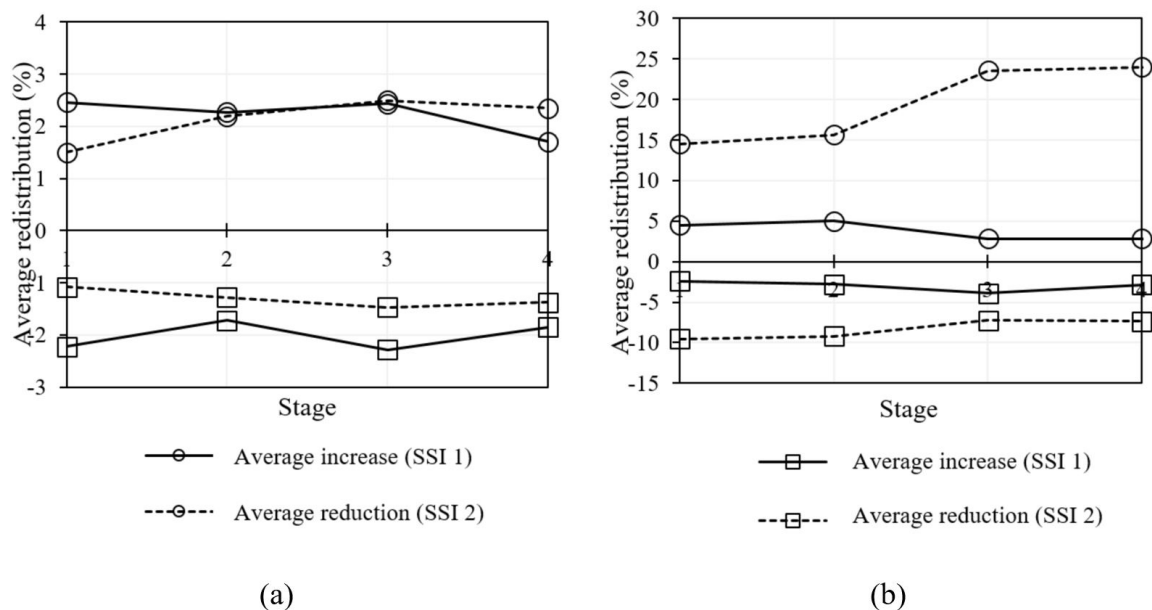 Average redistribution (%)
4
3
2
1
0
-1
-2
-3
1
2
3
4
Stage
Average increase (SSI 1)
Average reduction (SSI 2)
(a)
Average redistribution (%)
30
25
20
15
10
5
0
-5
-10
-15
1
2
3
4
Stage
Average increase (SSI 1)
Average reduction (SSI 2)
(b)